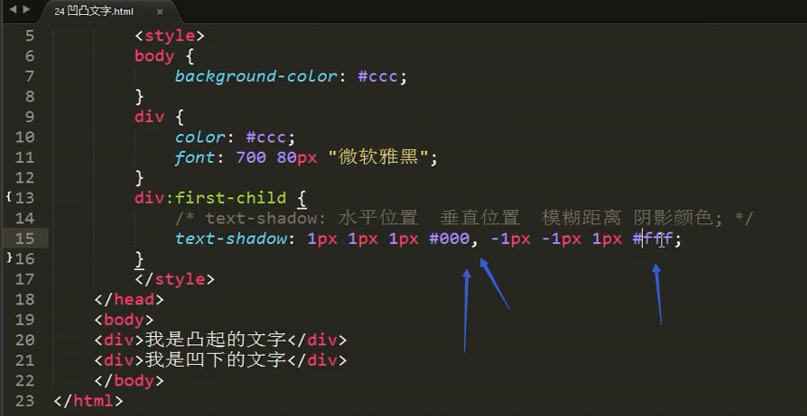 24 凹凸文字.html ×
5 <style>
6 body {
7 background-color: #ccc;
8 }
9 div {
10 color: #ccc;
11 font: 700 80px "微软雅黑";
12 }
13 div:first-child {
14 /* text-shadow: 水平位置 垂直位置 模糊距离 阴影颜色; */
15 text-shadow: 1px 1px 1px #000, -1px -1px 1px #fff;
16 }
17 </style>
18 </head>
19 <body>
20 <div>我是凸起的文字</div>
21 <div>我是凹下的文字</div>
22 </body>
23 </html>